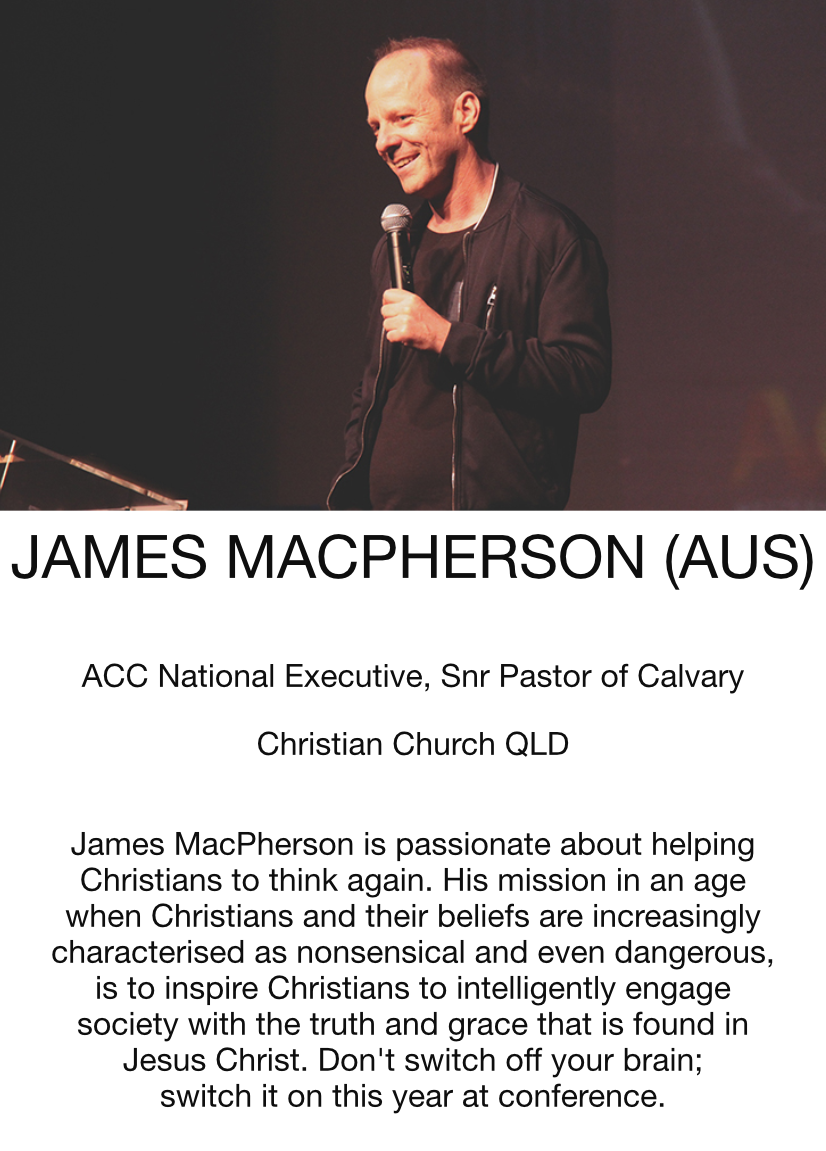 JAMES MACPHERSON (AUS)
ACC National Executive, Snr Pastor of Calvary
Christian Church QLD
James MacPherson is passionate about helping
Christians to think again. His mission in an age
when Christians and their beliefs are increasingly
characterised as nonsensical and even dangerous,
is to inspire Christians to intelligently engage
society with the truth and grace that is found in
Jesus Christ. Don't switch off your brain;
switch it on this year at conference.